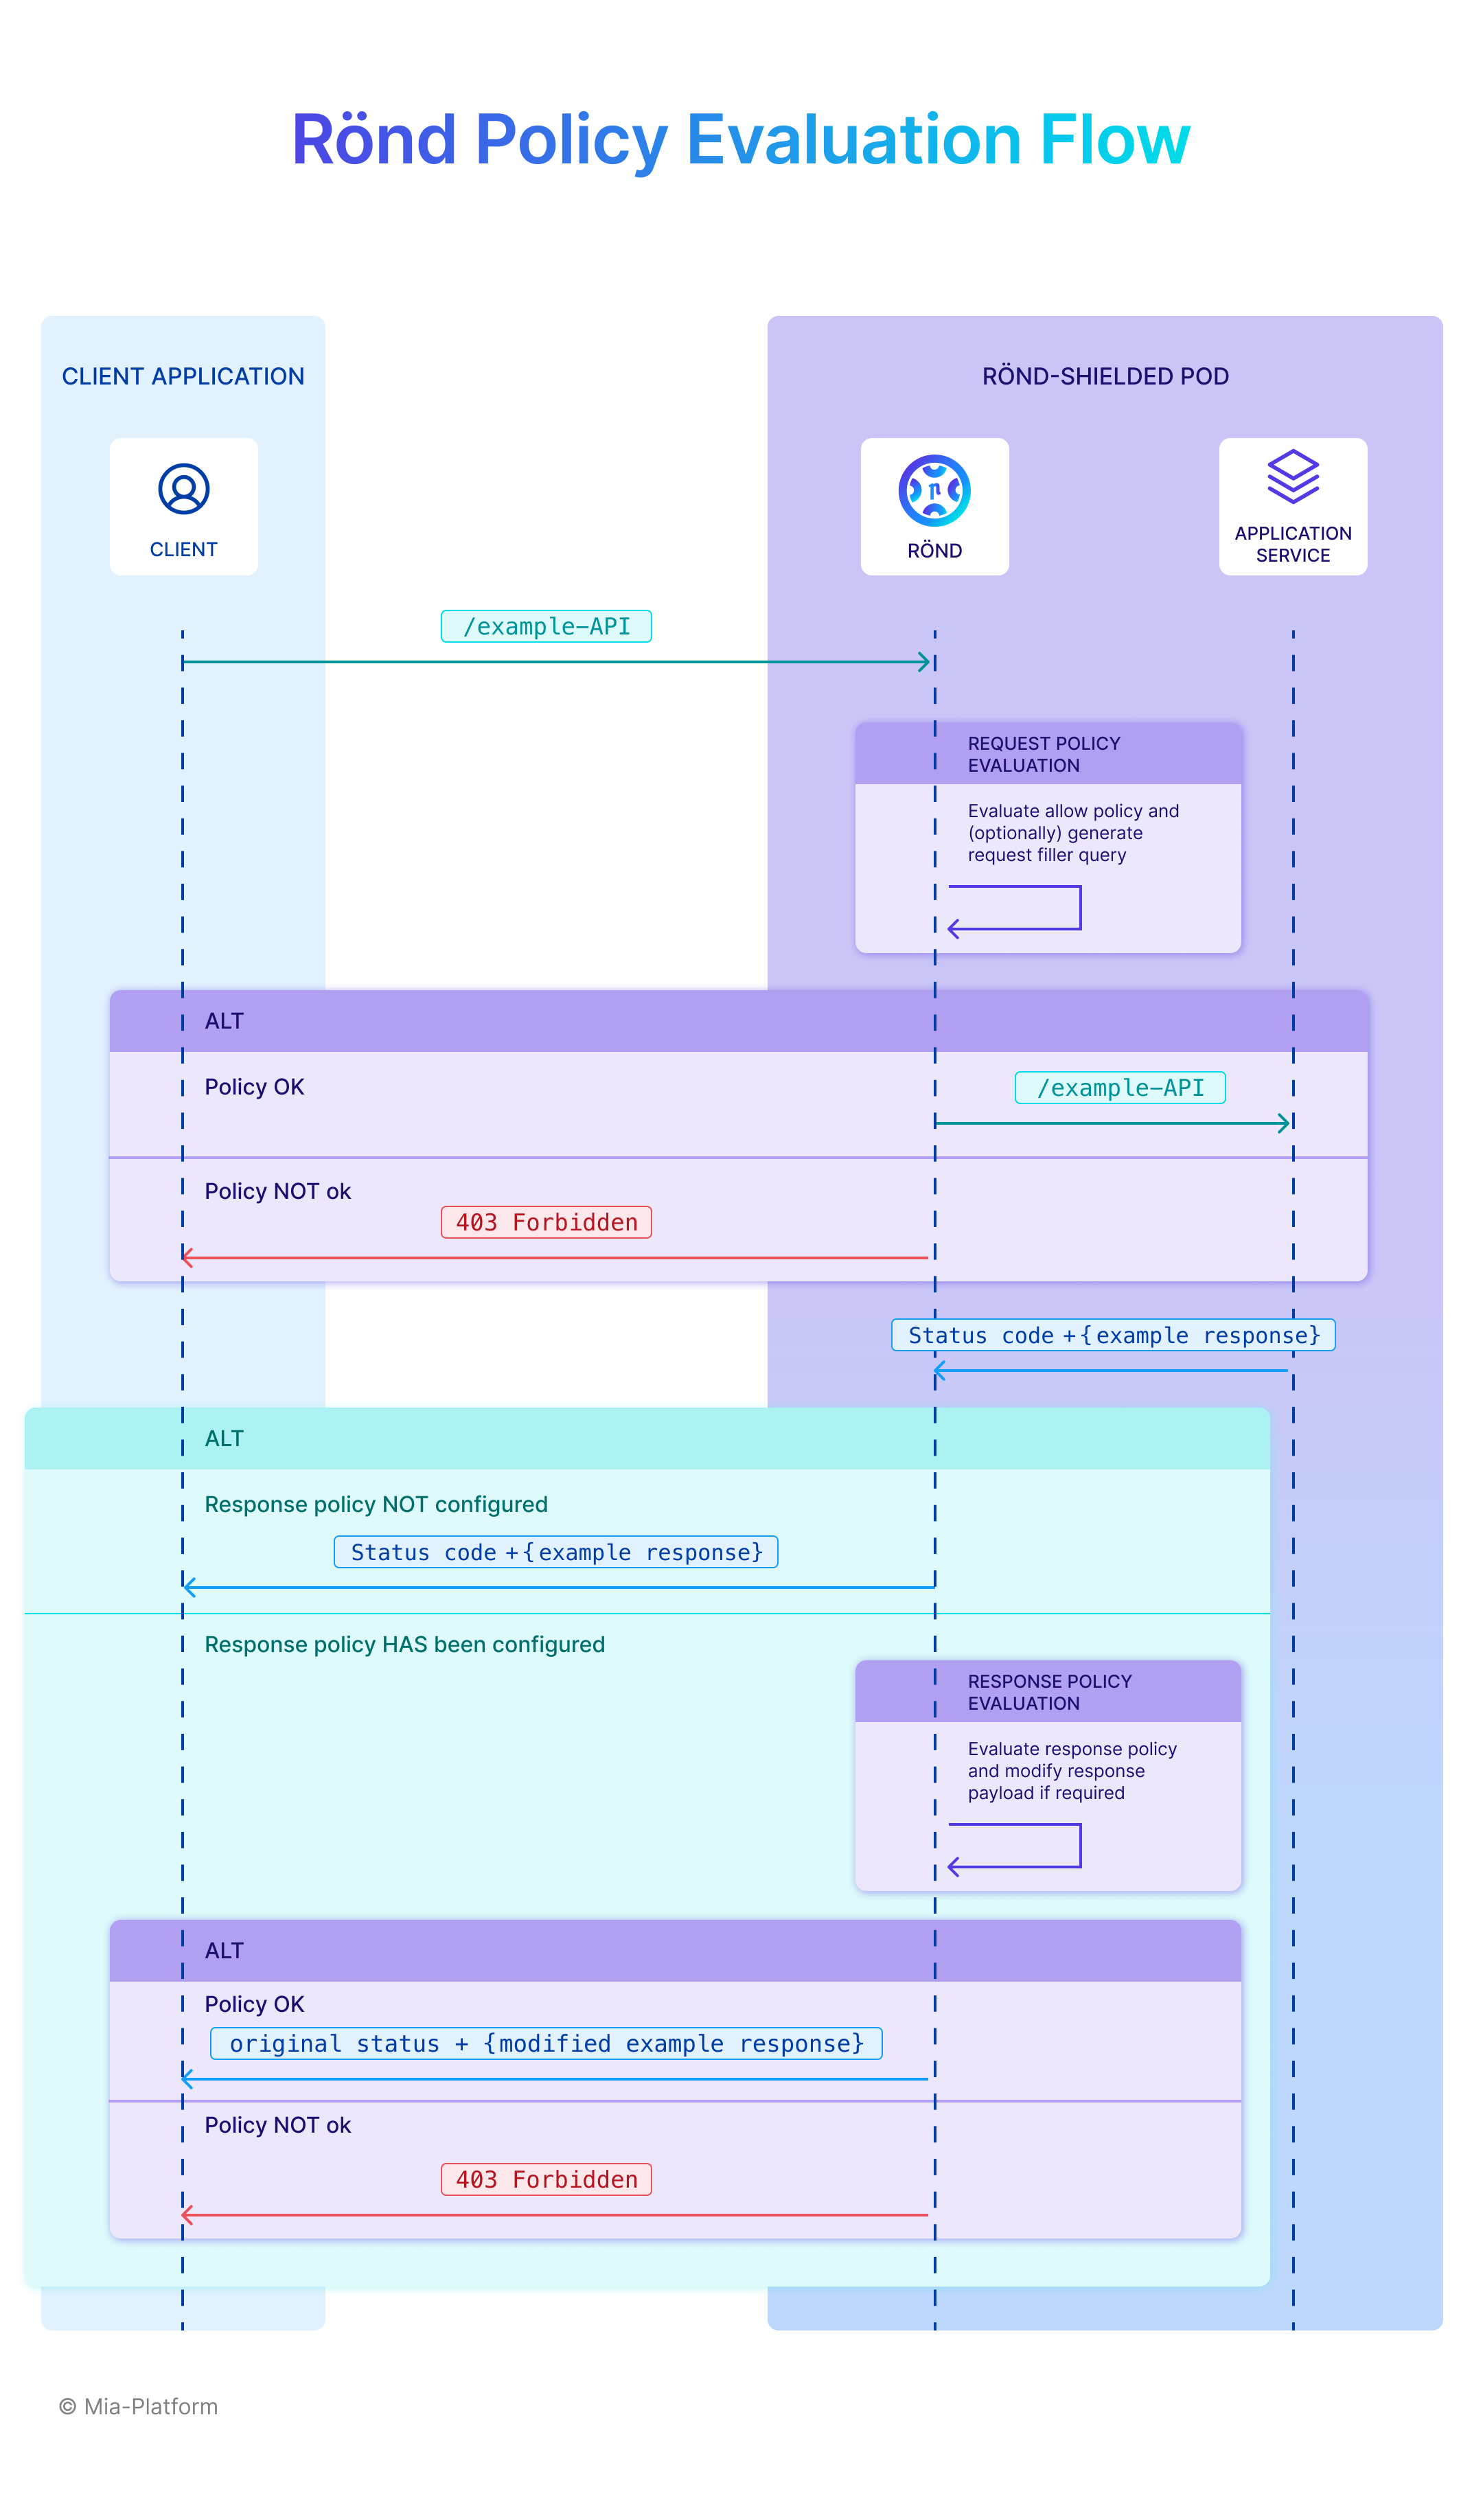 Rönd Policy Evaluation Flow
CLIENT APPLICATION
RÖND-SHIELDED POD
CLIENT
n
RÖND
APPLICATION
SERVICE
/example-API
REQUEST POLICY
EVALUATION
Evaluate allow policy and
(optionally) generate
request filler query
ALT
Policy OK
/example-API
Policy NOT ok
403 Forbidden
Status code +{example response}
ALT
Response policy NOT configured
Status code +{example response}
Response policy HAS been configured
RESPONSE POLICY
EVALUATION
Evaluate response policy
and modify response
payload if required
ALT
Policy OK
original status + {modified example response}
Policy NOT ok
403 Forbidden
© Mia-Platform